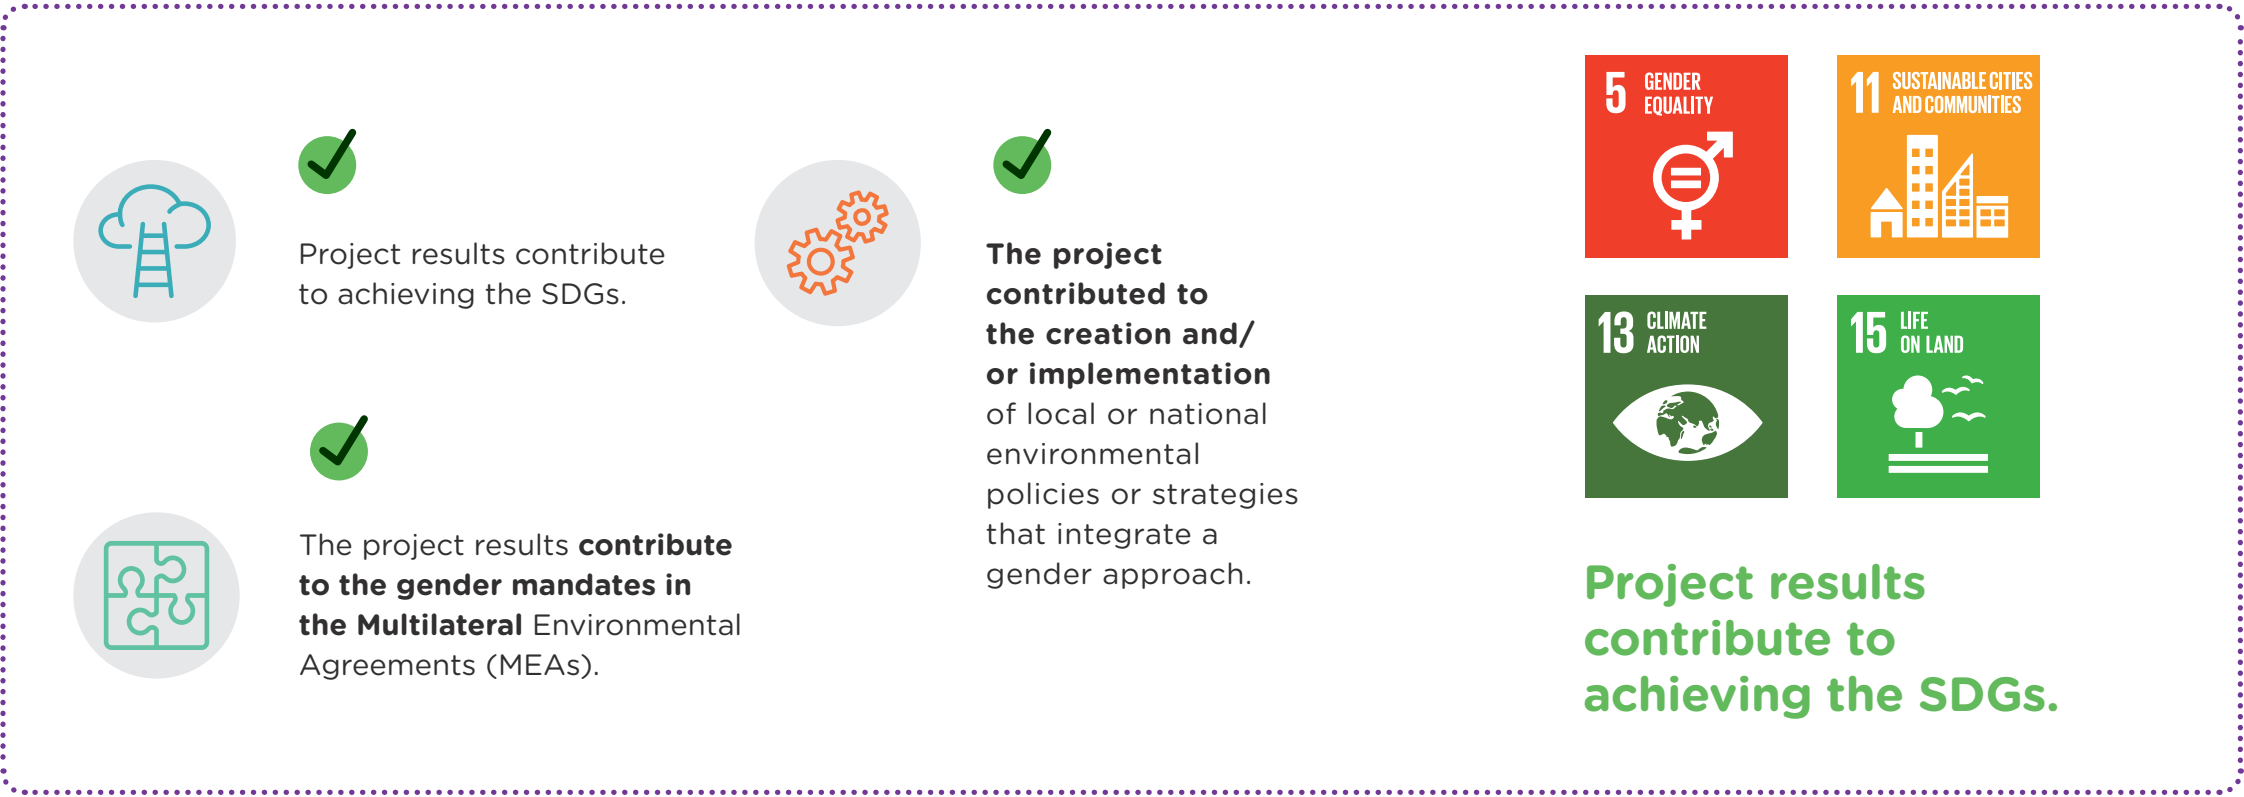 Project results contribute
to achieving the SDGs.
The project results contribute
to the gender mandates in
the Multilateral Environmental
Agreements (MEAs).
The project
contributed to
the creation and/
or implementation
of local or national
environmental
policies or strategies
that integrate a
gender approach.
5 GENDER
EQUALITY
11 SUSTAINABLE CITIES
AND COMMUNITIES
13 CLIMATE
ACTION
15 LIFE
ON LAND
Project results
contribute to
achieving the SDGs.